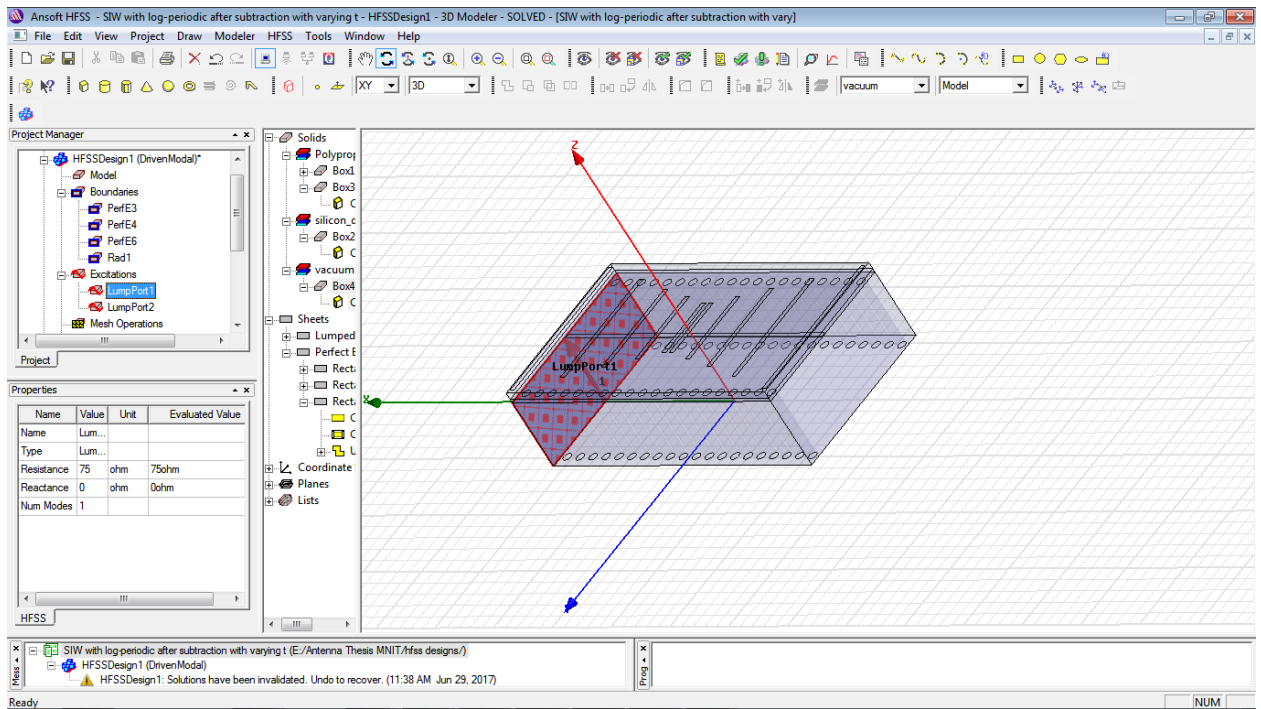 Ansoft HFSS - SIW with log-periodic after subtraction with varying t - HFSSDesign1 - 3D Modeler - SOLVED - [SIW with log-periodic after subtraction with vary]
File Edit View Project Draw Modeler HFSS Tools Window Help
XY 3D vacuum Model
Project Manager
HFSSDesign1 (DrivenModal)*
Model
Boundaries
PerfE3
PerfE4
PerfE6
Rad1
Excitations
LumpPort1
LumpPort2
Mesh Operations
Project
Properties
Name Value Unit Evaluated Value
Name Lum...
Type Lum...
Resistance 75 ohm 75ohm
Reactance 0 ohm 0ohm
Num Modes 1
HFSS
Solids
Polyprop
Box1
Box3
C
silicon_d
Box2
C
vacuum
Box4
C
Sheets
Lumped
Perfect E
Recta
Recta
Recta
C
C
U
Coordinate
Planes
Lists
Z
X
LumpPort1
1
Mess
SIW with log-periodic after subtraction with varying t (E:/Antenna Thesis MNIT/hfss designs/)
HFSSDesign1 (DrivenModal)
HFSSDesign1: Solutions have been invalidated. Undo to recover. (11:38 AM Jun 29, 2017)
Prog
Ready
NUM